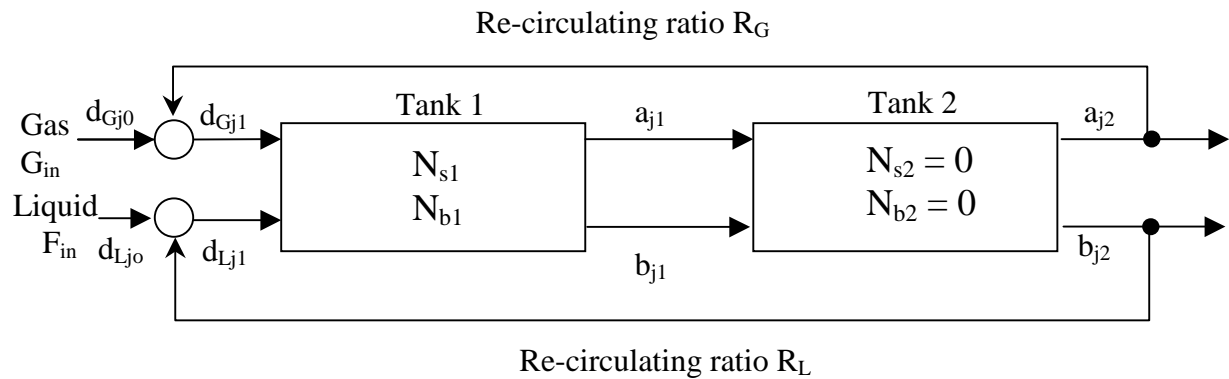 Re-circulating ratio R_G
Tank 1
Tank 2
d_Gj0
d_Gj1
a_j1
a_j2
Gas
G_in
N_s1
N_s2 = 0
N_b1
N_b2 = 0
Liquid
F_in
d_Ljo
d_Lj1
b_j1
b_j2
Re-circulating ratio R_L